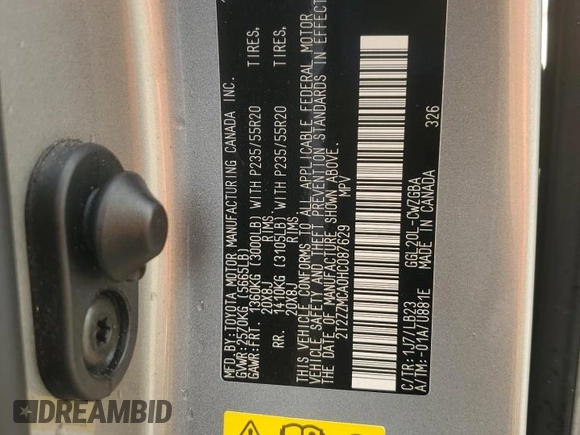 MFD.BY:TOYOTA MOTOR MANUFACTURING CANADA INC.
GVWR:2570KG (5665LB)
GAWR:FRT. 1360KG (3000LB) WITH P235/55R20 TIRES,
20X8J RIMS,
RR. 1410KG (3105LB) WITH P235/55R20 TIRES,
20X8J RIMS.
THIS VEHICLE CONFORMS TO ALL APPLICABLE FEDERAL MOTOR
VEHICLE SAFETY AND THEFT PREVENTION STANDARDS IN EFFECT
ON THE DATE OF MANUFACTURE SHOWN ABOVE.
2T2ZZMCA0HC087629 MPV
326
C/TR:1J7/LB23 GGL20L-CWZGBA
A/TM:-01A/U881E MADE IN CANADA
DREAMBID